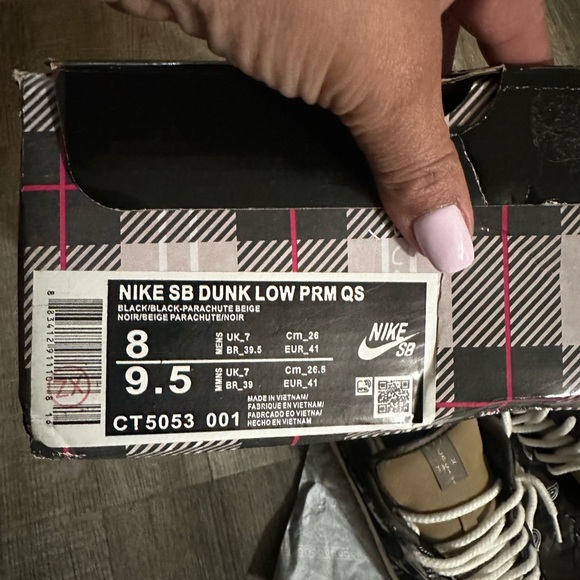 NIKE SB DUNK LOW PRM QS
BLACK/BLACK-PARACHUTE BEIGE
NOIR/BEIGE PARACHUTE/NOIR
8 MENS UK_7 Cm_26
BR_39.5 EUR_41
9.5 UK_7 Cm_26.5
BR_39 EUR_41
NIKE
SB
MADE IN VIETNAM/
FABRIQUE EN VIETNAM/
FABRICADO EO VIETNAM/
HECHO EN VIETNAM
CT5053 001
XZ